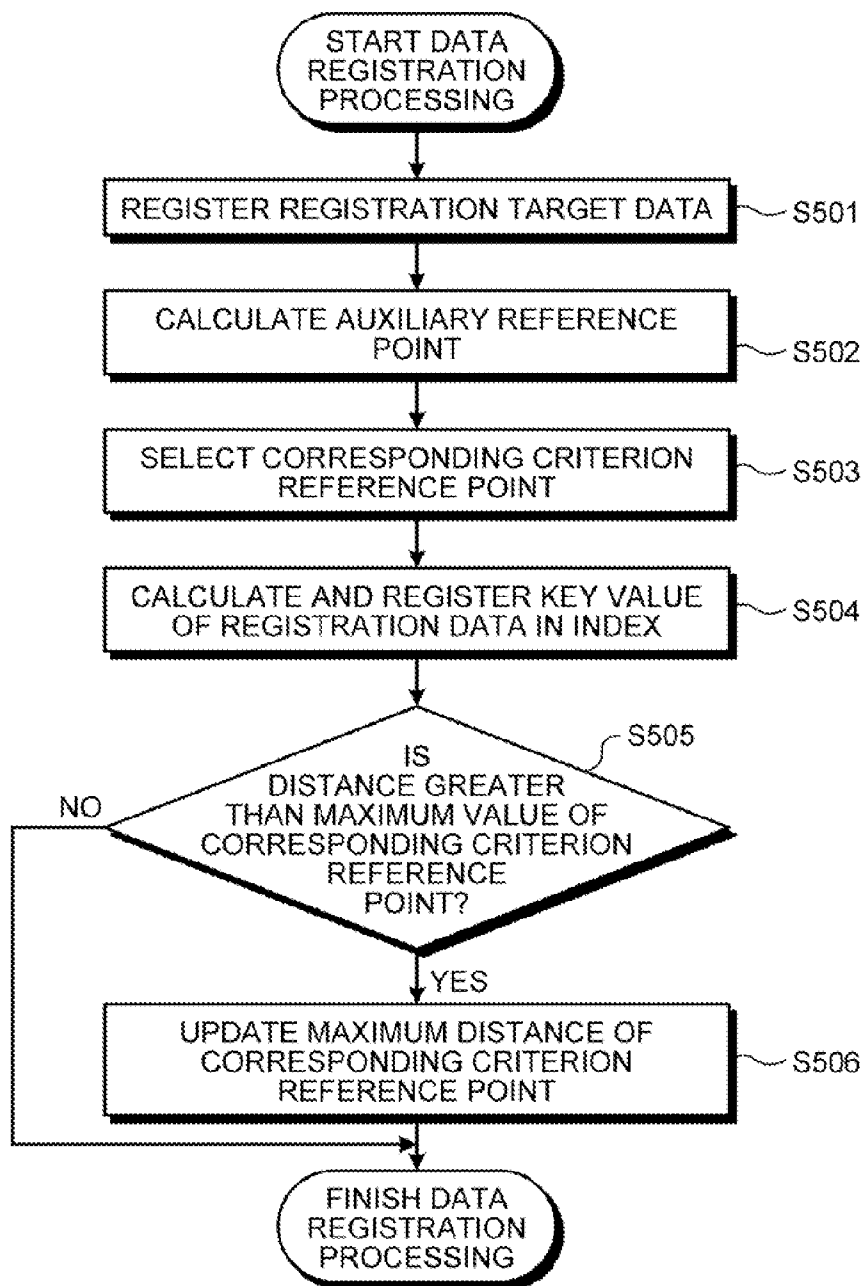 START DATA
REGISTRATION
PROCESSING
REGISTER REGISTRATION TARGET DATA
S501
CALCULATE AUXILIARY REFERENCE
POINT
S502
SELECT CORRESPONDING CRITERION
REFERENCE POINT
S503
CALCULATE AND REGISTER KEY VALUE
OF REGISTRATION DATA IN INDEX
S504
S505
IS
DISTANCE GREATER
THAN MAXIMUM VALUE OF
CORRESPONDING CRITERION
REFERENCE
POINT?
NO
YES
UPDATE MAXIMUM DISTANCE OF
CORRESPONDING CRITERION
REFERENCE POINT
S506
FINISH DATA
REGISTRATION
PROCESSING